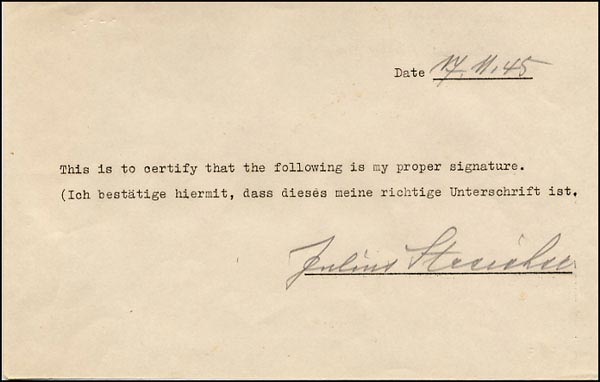 Date 17.11.45
This is to certify that the following is my proper signature.
(Ich bestätige hiermit, dass dieses meine richtige Unterschrift ist.
Julius Streicher